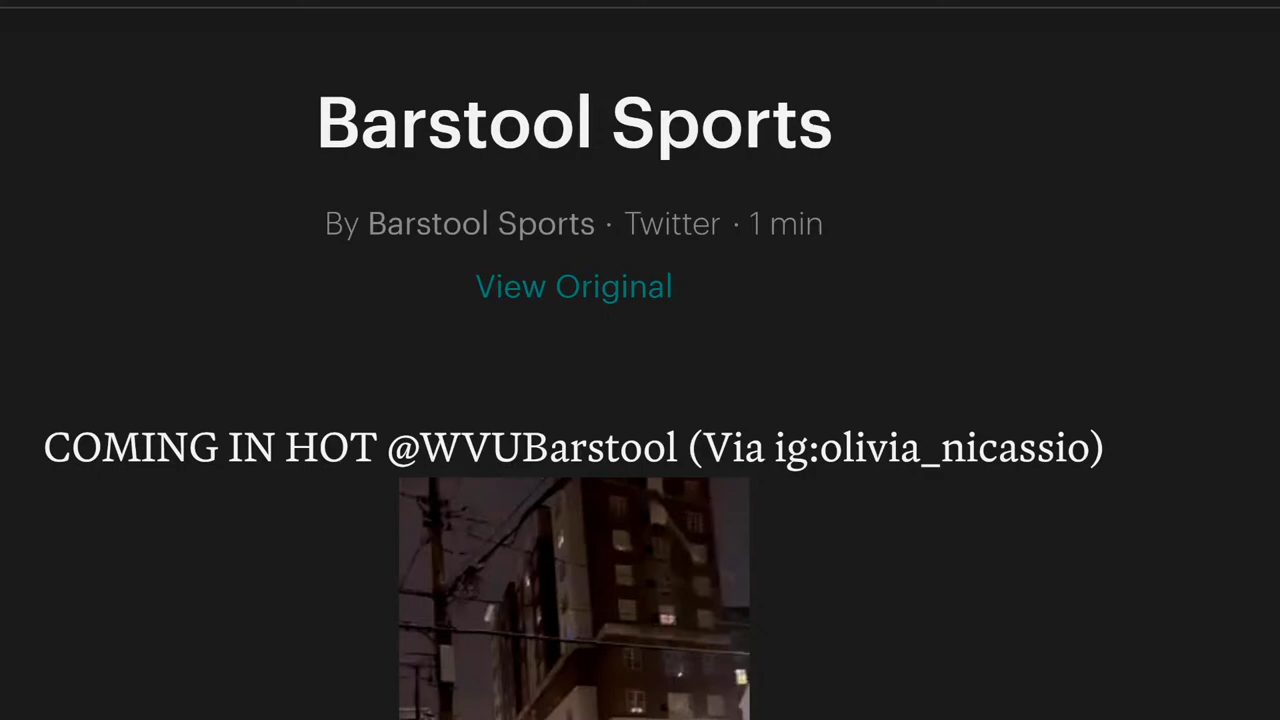 Barstool Sports
By Barstool Sports · Twitter · 1 min
View Original
COMING IN HOT @WVUBarstool (Via ig:olivia_nicassio)